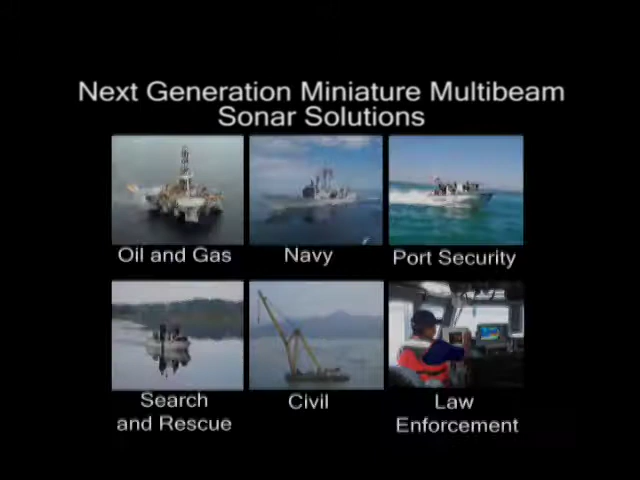 Next Generation Miniature Multibeam
Sonar Solutions
Oil and Gas
Navy
Port Security
Search
and Rescue
Civil
Law
Enforcement